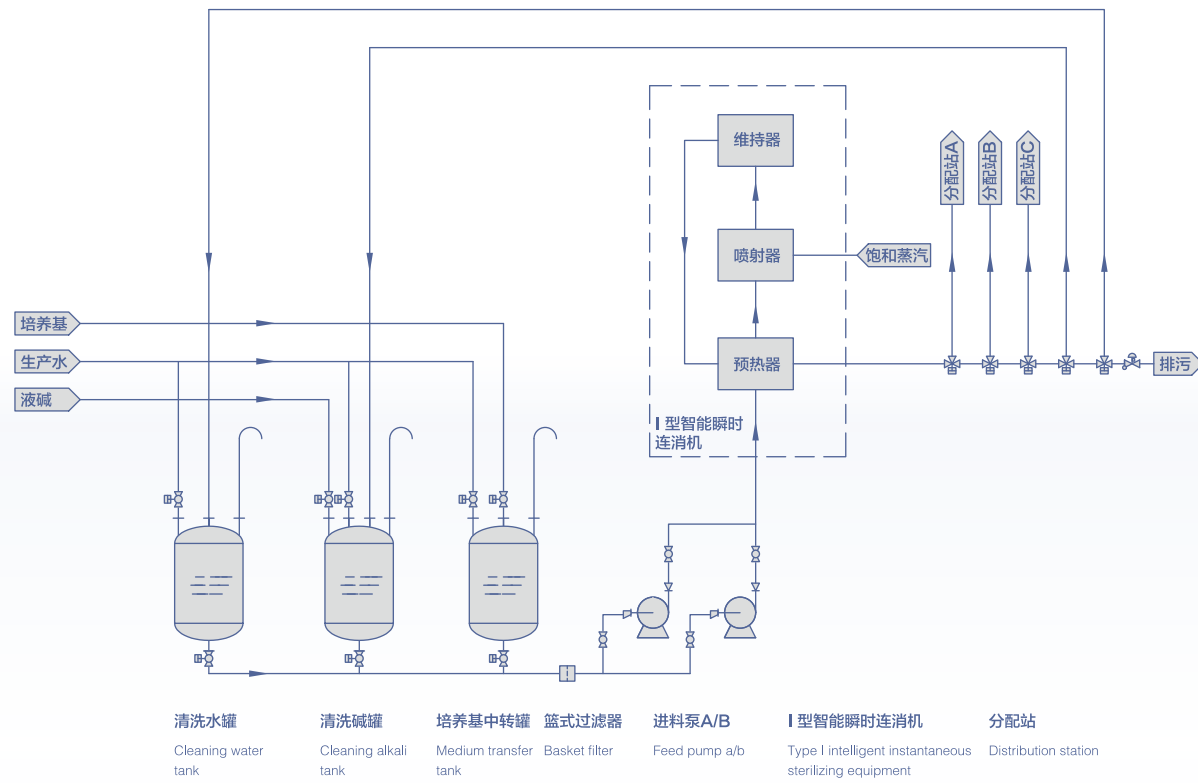 维持器
分配站A
分配站B
分配站C
喷射器
饱和蒸汽
培养基
生产水
预热器
排污
液碱
I 型智能瞬时
连消机
清洗水罐
Cleaning water
tank
清洗碱罐
Cleaning alkali
tank
培养基中转罐
Medium transfer
tank
篮式过滤器
Basket filter
进料泵A/B
Feed pump a/b
I 型智能瞬时连消机
Type I intelligent instantaneous
sterilizing equipment
分配站
Distribution station